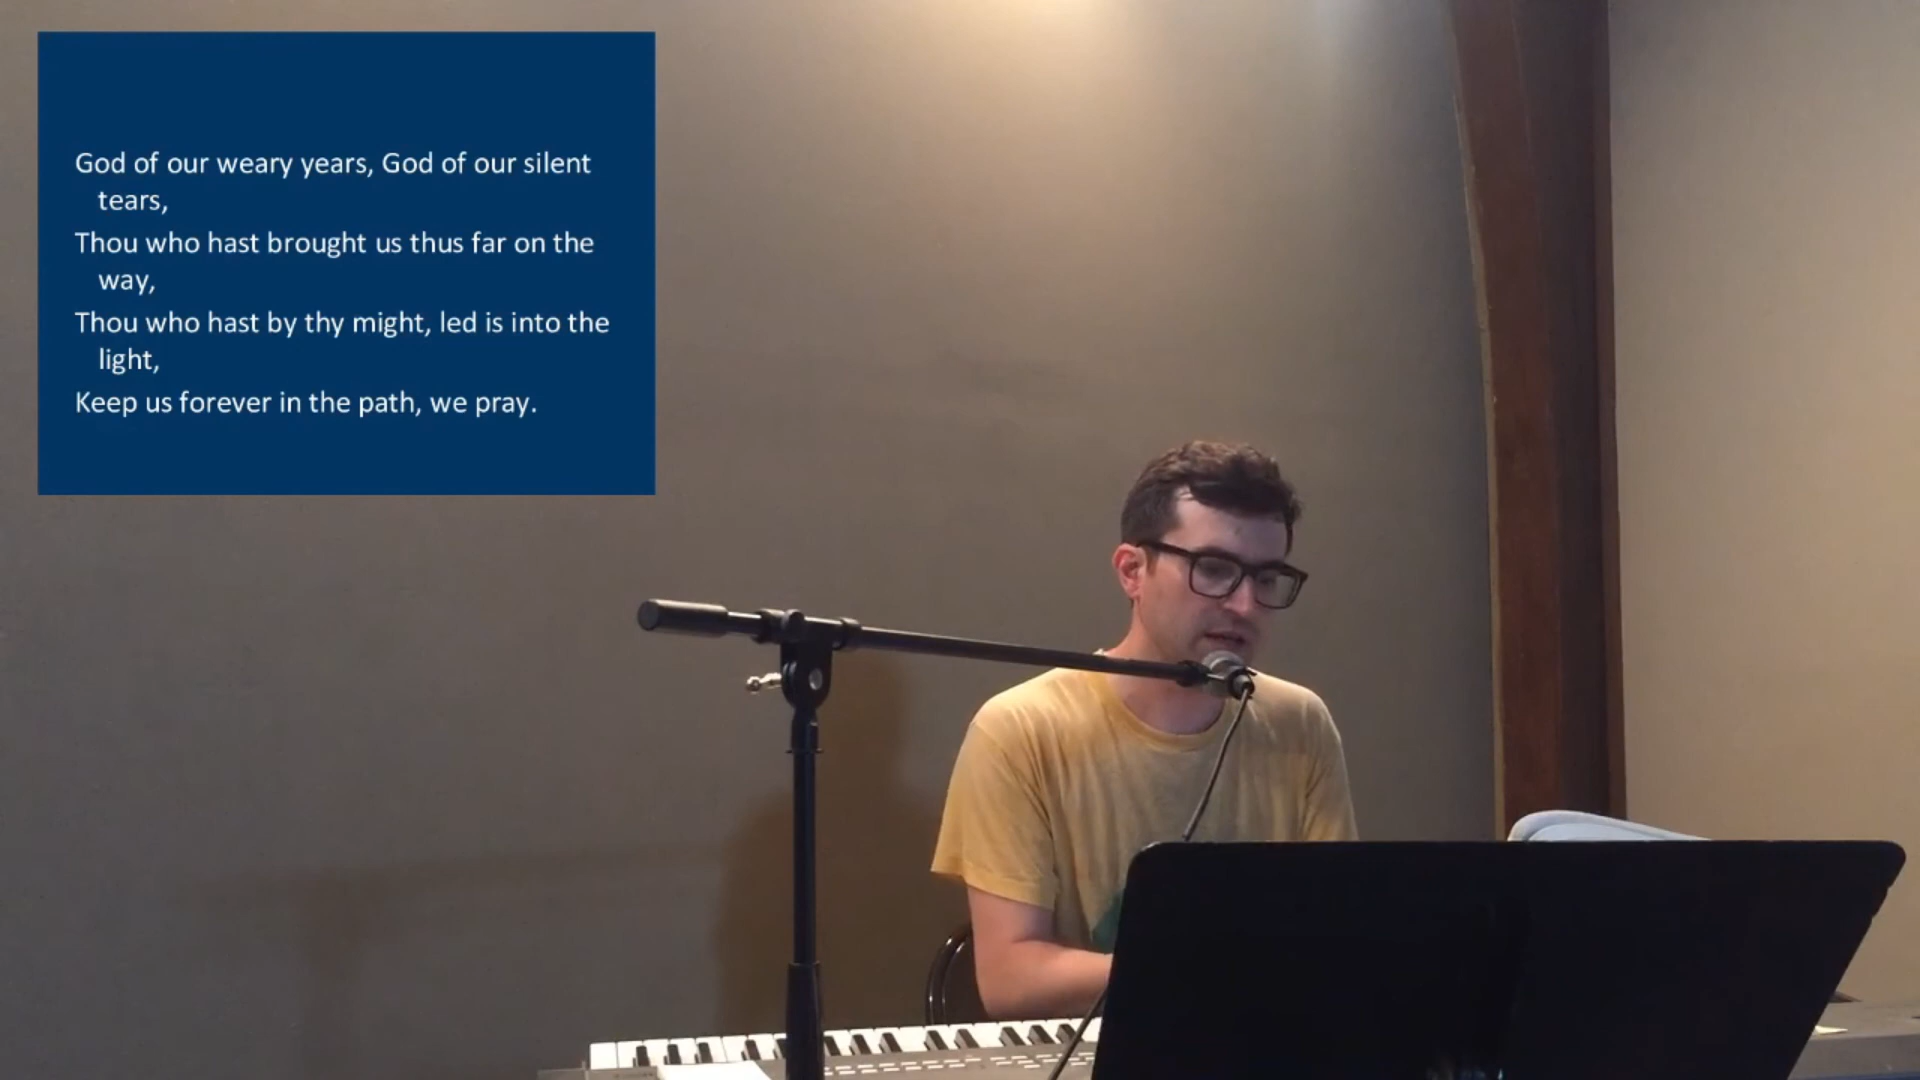 God of our weary years, God of our silent
tears,
Thou who hast brought us thus far on the
way,
Thou who hast by thy might, led is into the
light,
Keep us forever in the path, we pray.